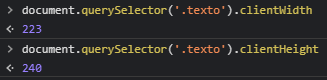 > document.querySelector('.texto').clientWidth
<· 223
> document.querySelector('.texto').clientHeight
<· 240